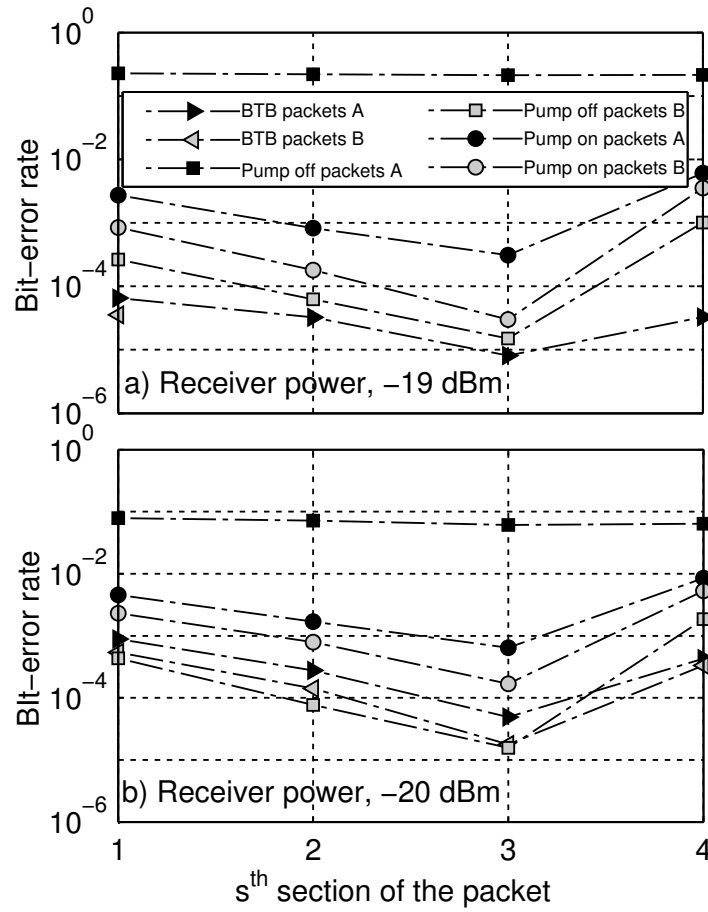 10^0
10^−2
10^−4
10^−6
Bit−error rate
BTB packets A
BTB packets B
Pump off packets A
Pump off packets B
Pump on packets A
Pump on packets B
a) Receiver power, −19 dBm
10^0
10^−2
10^−4
10^−6
BIt−error rate
b) Receiver power, −20 dBm
1 2 3 4
s^th section of the packet